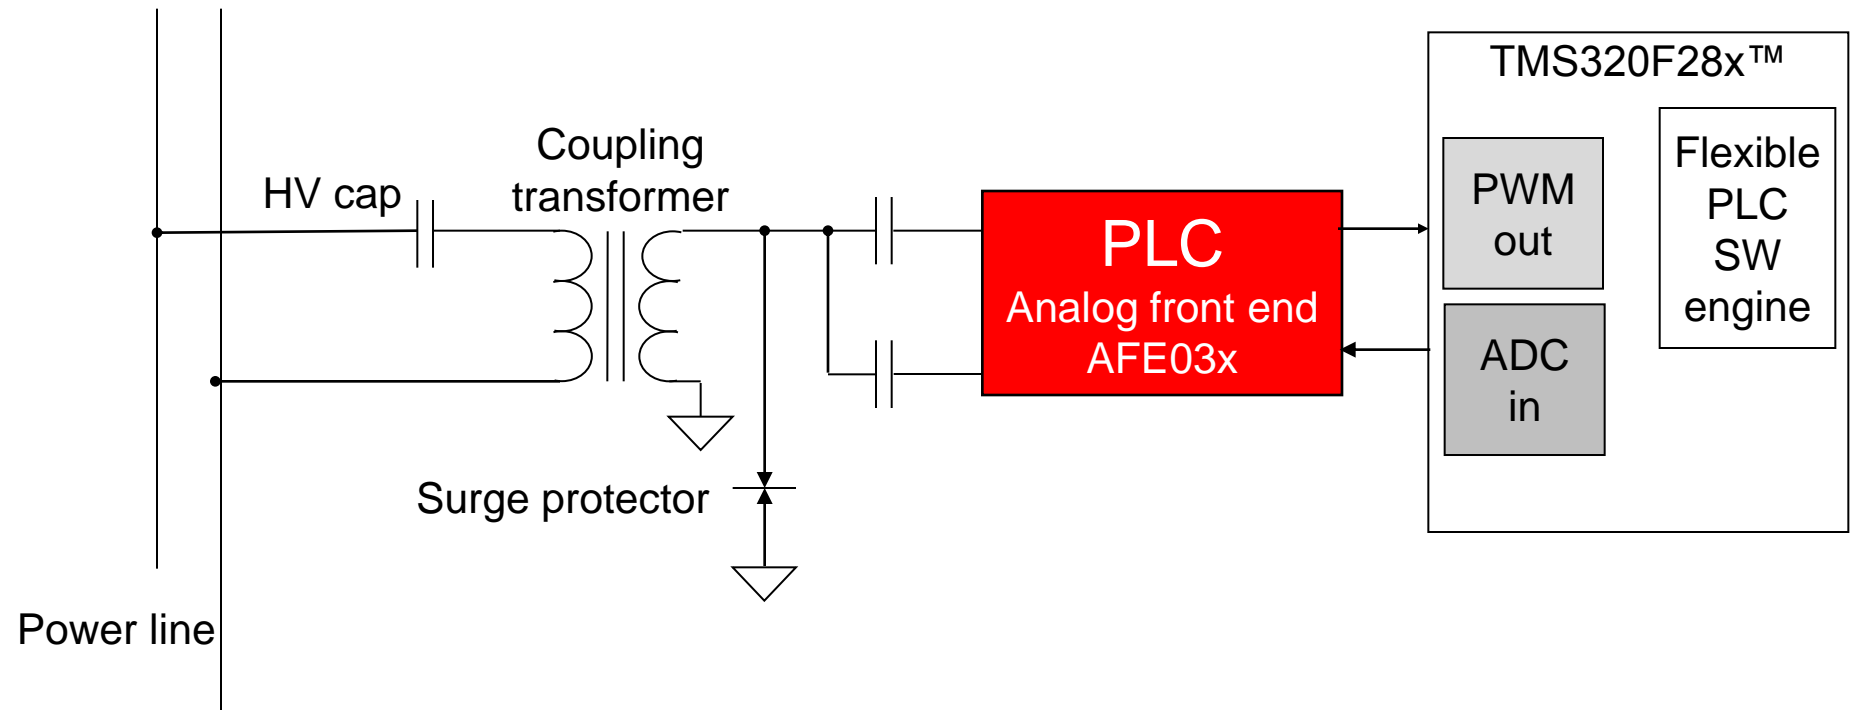 TMS320F28x™
Coupling
transformer
HV cap
PLC
Analog front end
AFE03x
PWM
out
Flexible
PLC
SW
engine
ADC
in
Surge protector
Power line